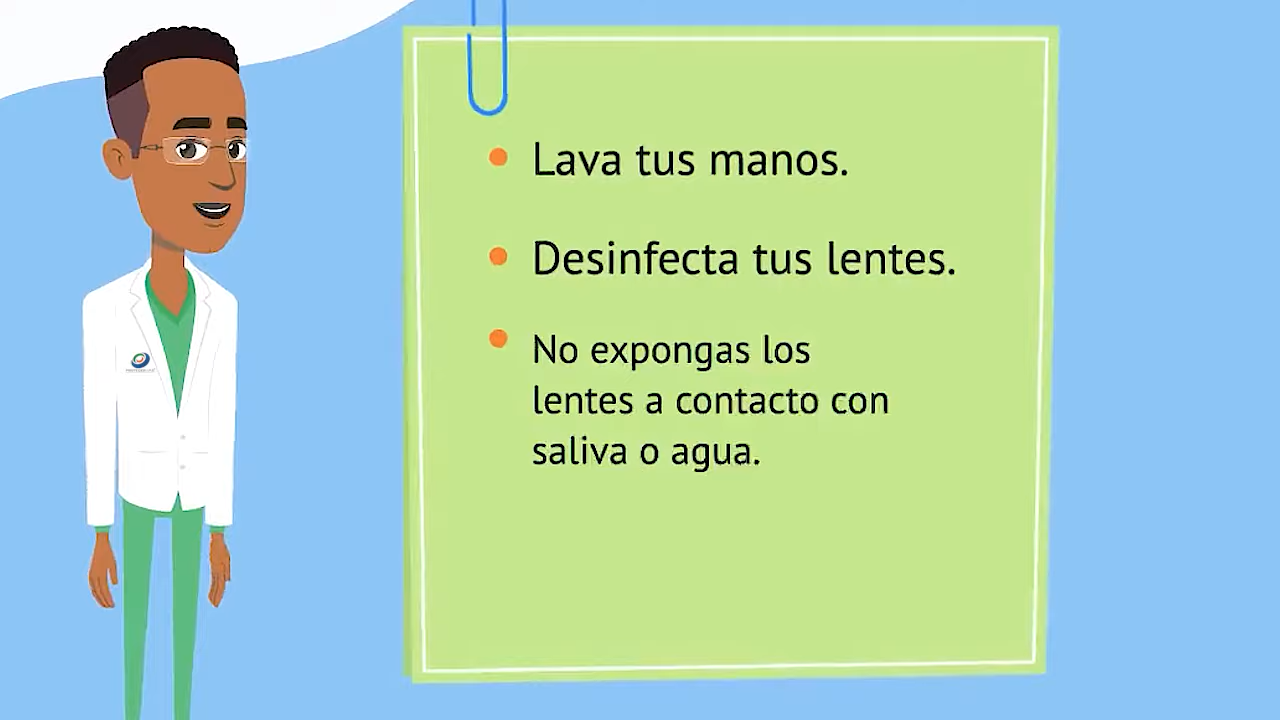 Lava tus manos.
Desinfecta tus lentes.
No expongas los
lentes a contacto con
saliva o agua.